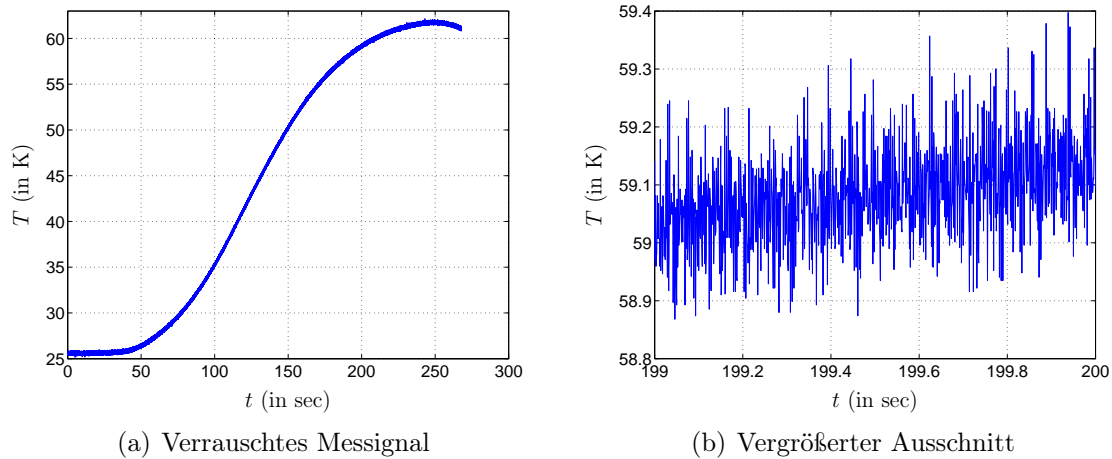 60
55
50
45
40
35
30
25
0 50 100 150 200 250 300
T (in K)
t (in sec)
(a) Verrauschtes Messignal
59.4
59.3
59.2
59.1
59
58.9
58.8
199 199.2 199.4 199.6 199.8 200
T (in K)
t (in sec)
(b) Vergrößerter Ausschnitt